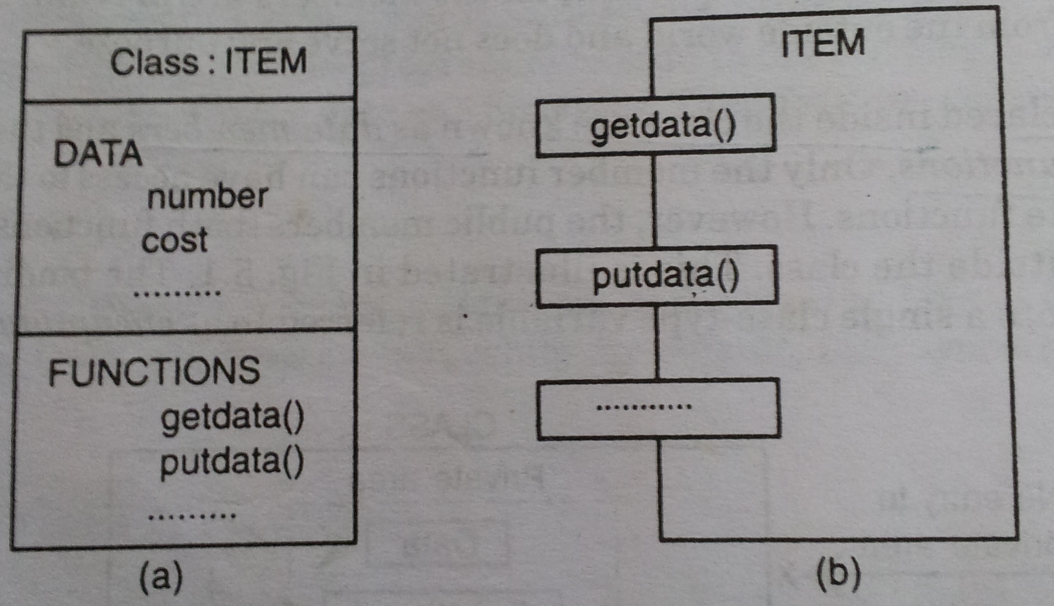 Class : ITEM
DATA
number
cost
.........
FUNCTIONS
getdata()
putdata()
.........
(a)
ITEM
getdata()
putdata()
...........
(b)